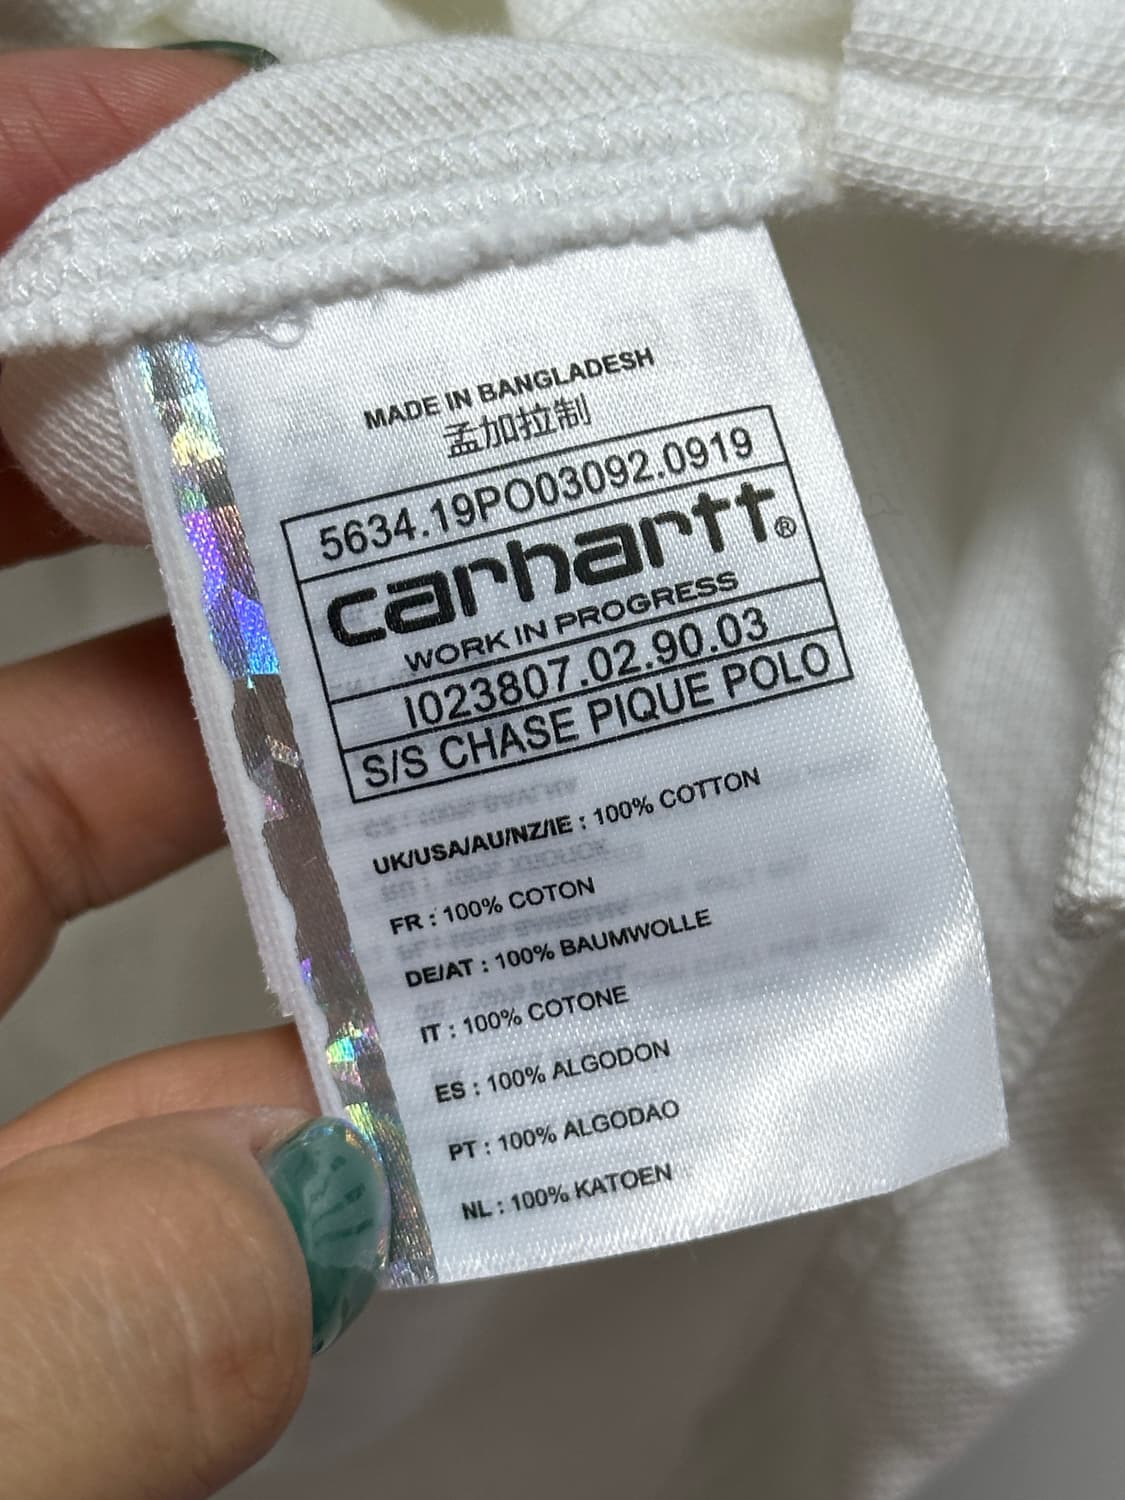 MADE IN BANGLADESH
孟加拉制
5634.19PO03092.0919
carhartt®
WORK IN PROGRESS
I023807.02.90.03
S/S CHASE PIQUE POLO
UK/USA/AU/NZ/IE : 100% COTTON
FR : 100% COTON
DE/AT : 100% BAUMWOLLE
IT : 100% COTONE
ES : 100% ALGODON
PT : 100% ALGODAO
NL : 100% KATOEN